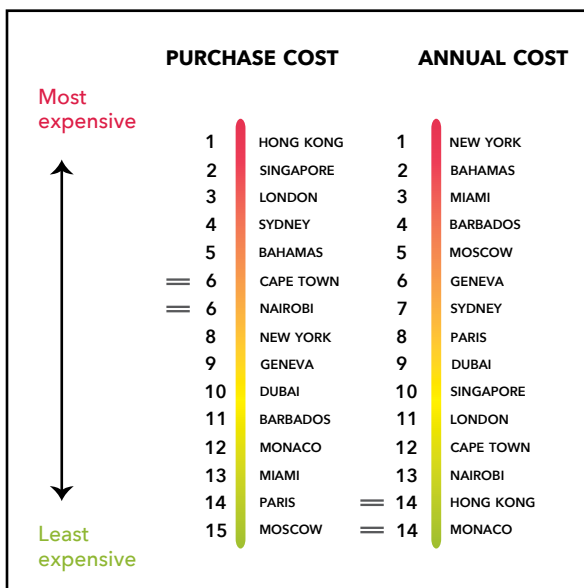 PURCHASE COST ANNUAL COST
Most
expensive
1 HONG KONG 1 NEW YORK
2 SINGAPORE 2 BAHAMAS
3 LONDON 3 MIAMI
4 SYDNEY 4 BARBADOS
5 BAHAMAS 5 MOSCOW
= 6 CAPE TOWN 6 GENEVA
= 6 NAIROBI 7 SYDNEY
8 NEW YORK 8 PARIS
9 GENEVA 9 DUBAI
10 DUBAI 10 SINGAPORE
11 BARBADOS 11 LONDON
12 MONACO 12 CAPE TOWN
13 MIAMI 13 NAIROBI
14 PARIS = 14 HONG KONG
15 MOSCOW = 14 MONACO
Least
expensive